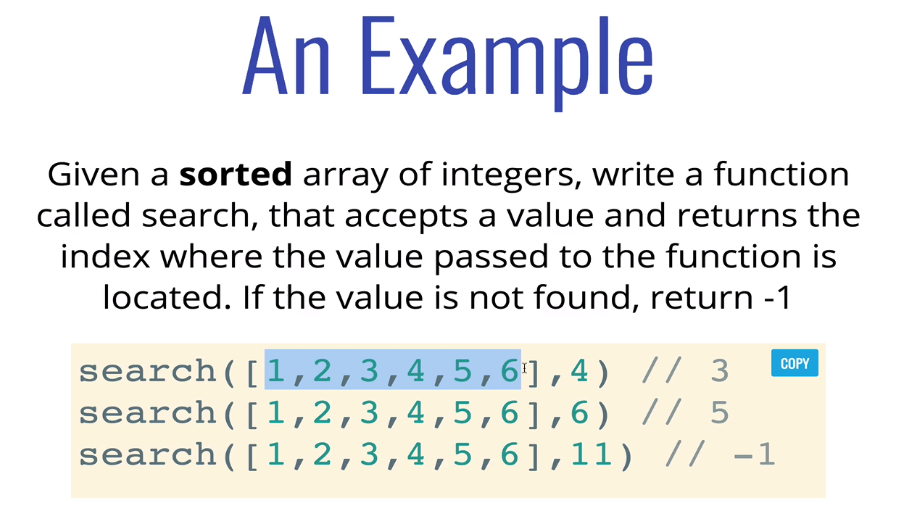 An Example
Given a sorted array of integers, write a function
called search, that accepts a value and returns the
index where the value passed to the function is
located. If the value is not found, return -1
search([1,2,3,4,5,6],4) // 3
COPY
search([1,2,3,4,5,6],6) // 5
search([1,2,3,4,5,6],11) // -1